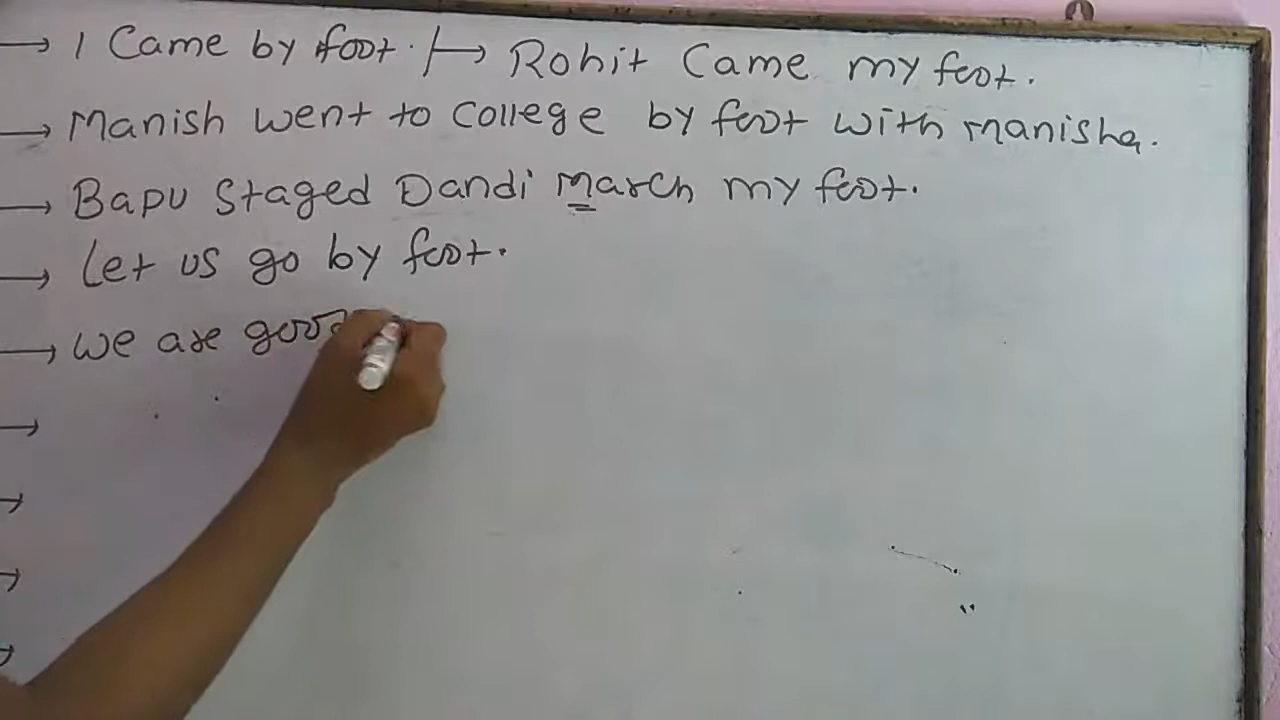 → I Came by foot. / → Rohit Came my foot.
→ Manish went to College by foot with manisha.
→ Bapu Staged Dandi March my foot.
→ Let us go by foot.
→ We are good
→
→
→
→